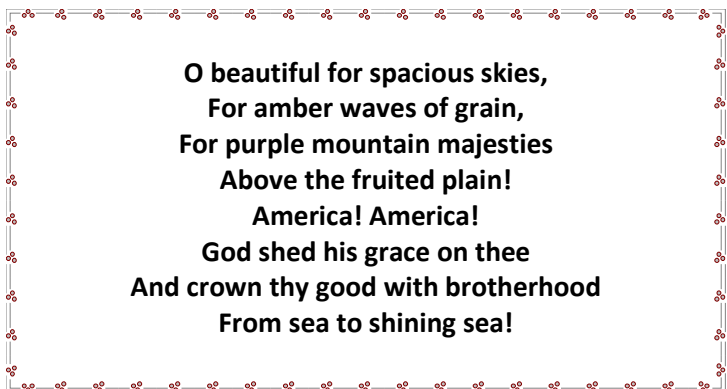 O beautiful for spacious skies,
For amber waves of grain,
For purple mountain majesties
Above the fruited plain!
America! America!
God shed his grace on thee
And crown thy good with brotherhood
From sea to shining sea!